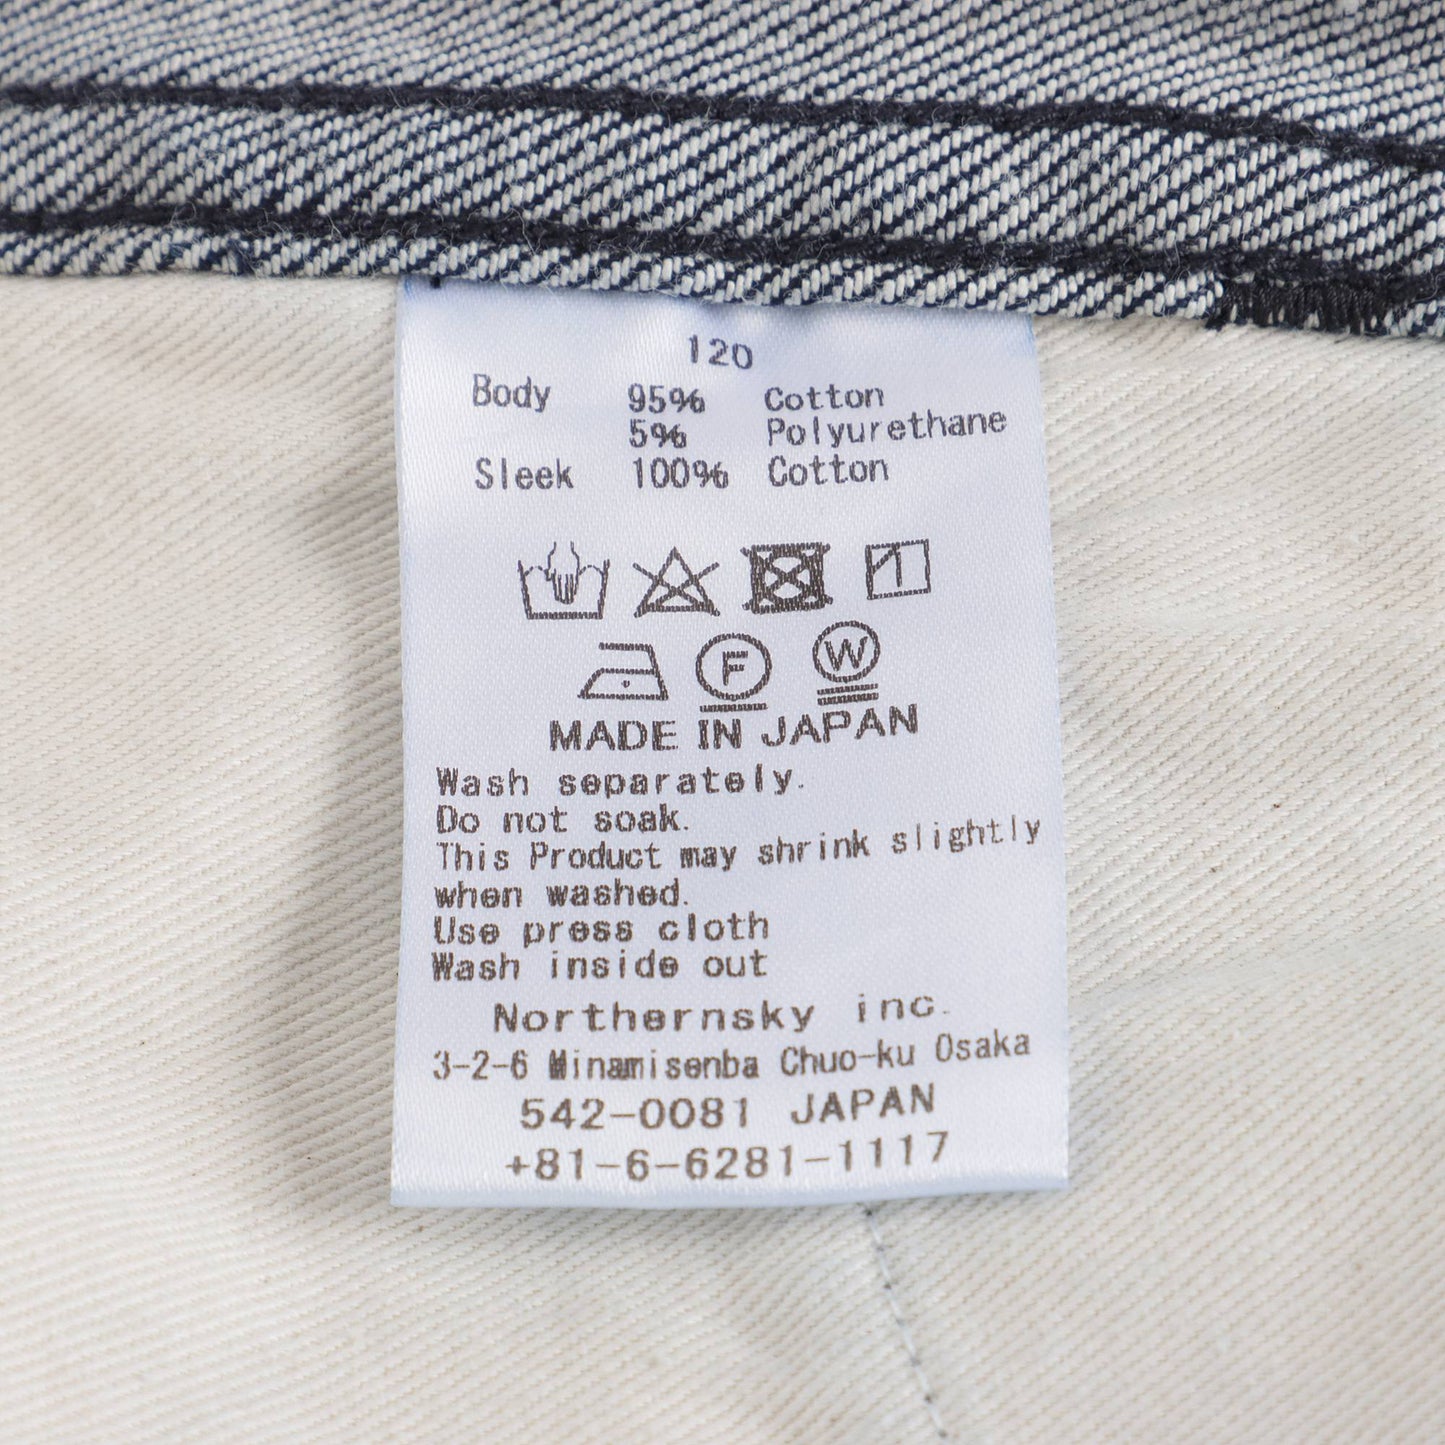 120
Body 95% Cotton
5% Polyurethane
Sleek 100% Cotton
F W
MADE IN JAPAN
Wash separately.
Do not soak.
This Product may shrink slightly
when washed.
Use press cloth
Wash inside out
Northernsky inc.
3-2-6 Minamisenba Chuo-ku Osaka
542-0081 JAPAN
+81-6-6281-1117